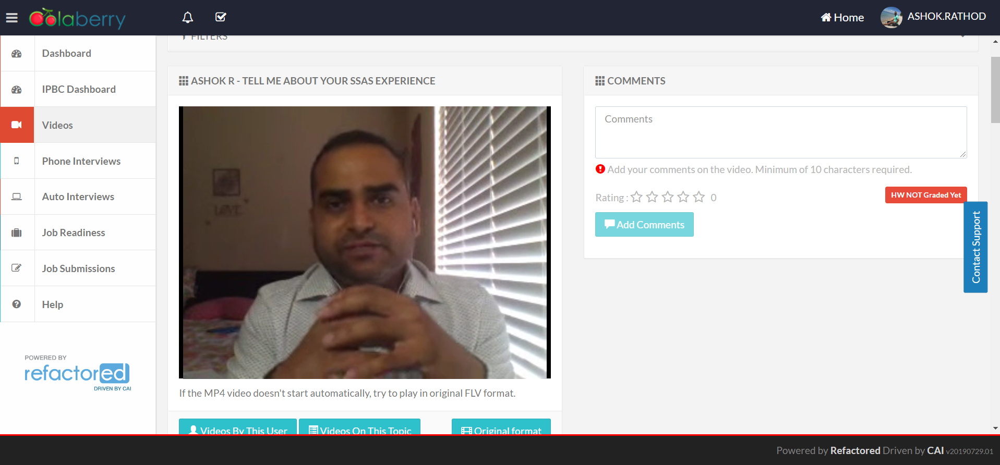 Colaberry
Home
ASHOK.RATHOD
FILTERS
Dashboard
IPBC Dashboard
Videos
Phone Interviews
Auto Interviews
Job Readiness
Job Submissions
Help
POWERED BY
refactored
DRIVEN BY CAI
ASHOK R - TELL ME ABOUT YOUR SSAS EXPERIENCE
LOVE
If the MP4 video doesn't start automatically, try to play in original FLV format.
Videos By This User
Videos On This Topic
Original format
COMMENTS
Comments
Add your comments on the video. Minimum of 10 characters required.
Rating : 0
HW NOT Graded Yet
Add Comments
Contact Support
Powered by Refactored Driven by CAI v20190729.01